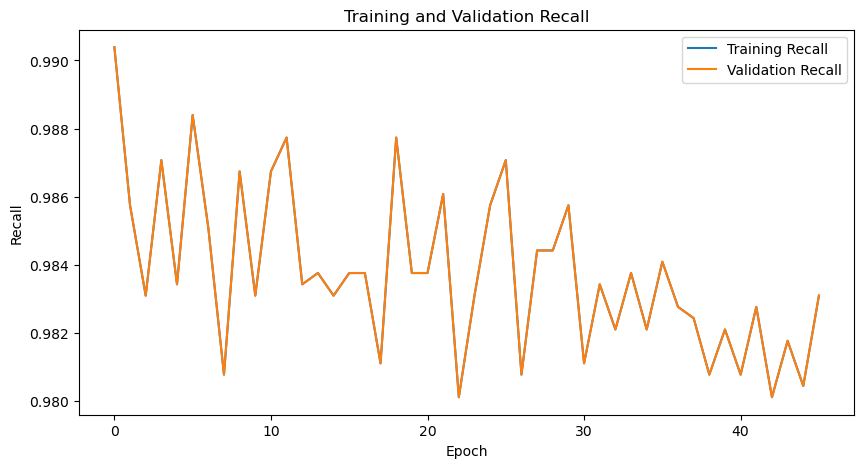 Training and Validation Recall
Training Recall
Validation Recall
0.990
0.988
0.986
0.984
0.982
0.980
Recall
0
10
20
30
40
Epoch